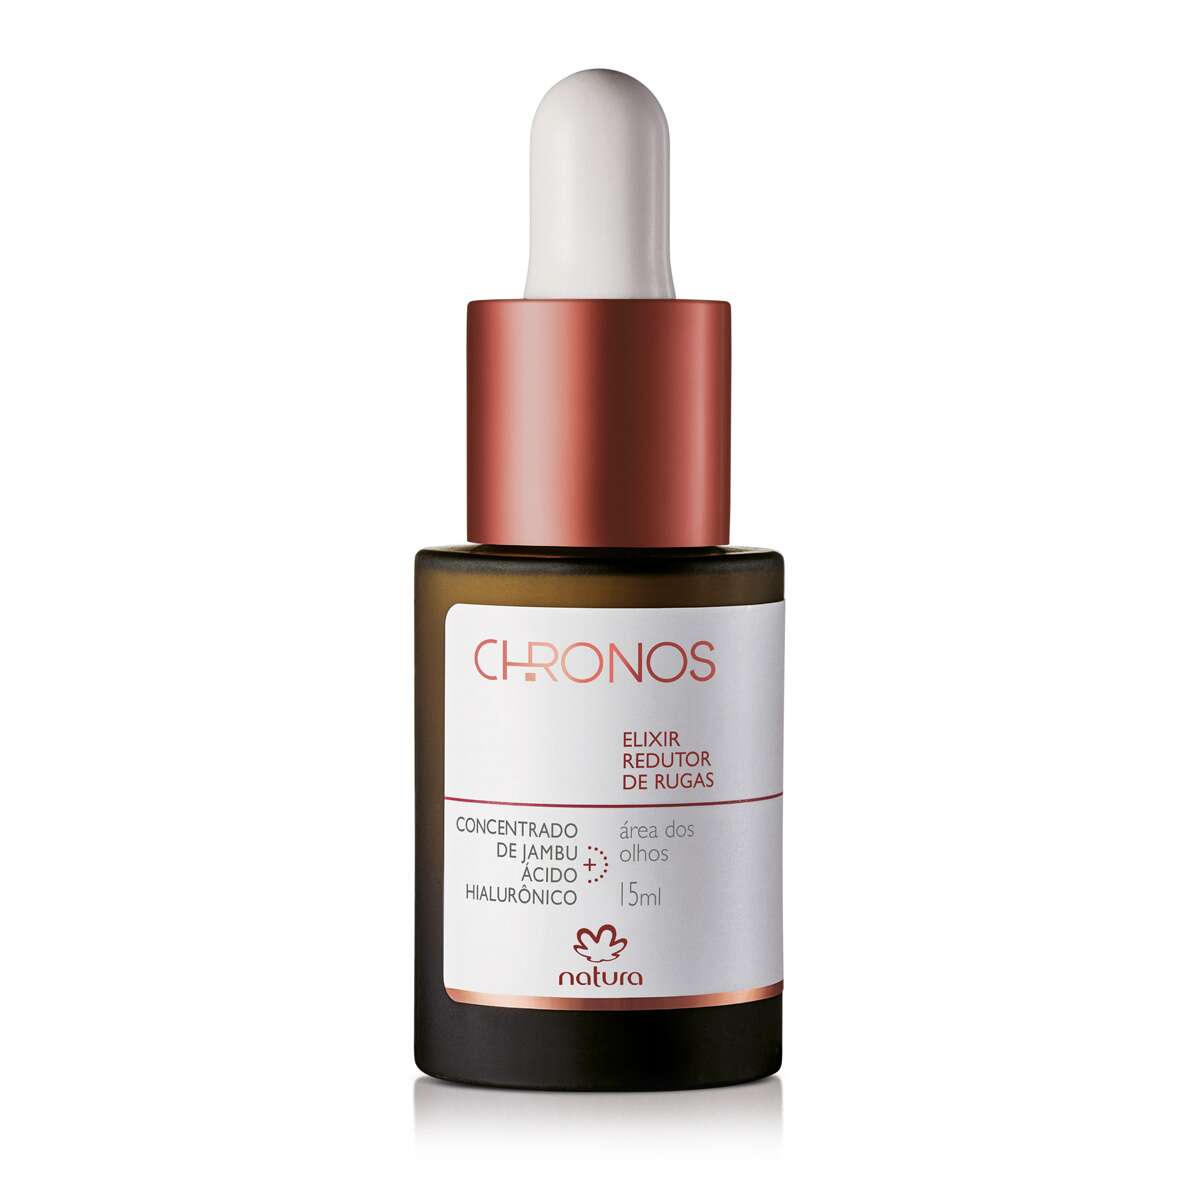 CHRONOS
ELIXIR
REDUTOR
DE RUGAS
CONCENTRADO
DE JAMBU
ÁCIDO
HIALURÔNICO
+
área dos
olhos
15ml
natura